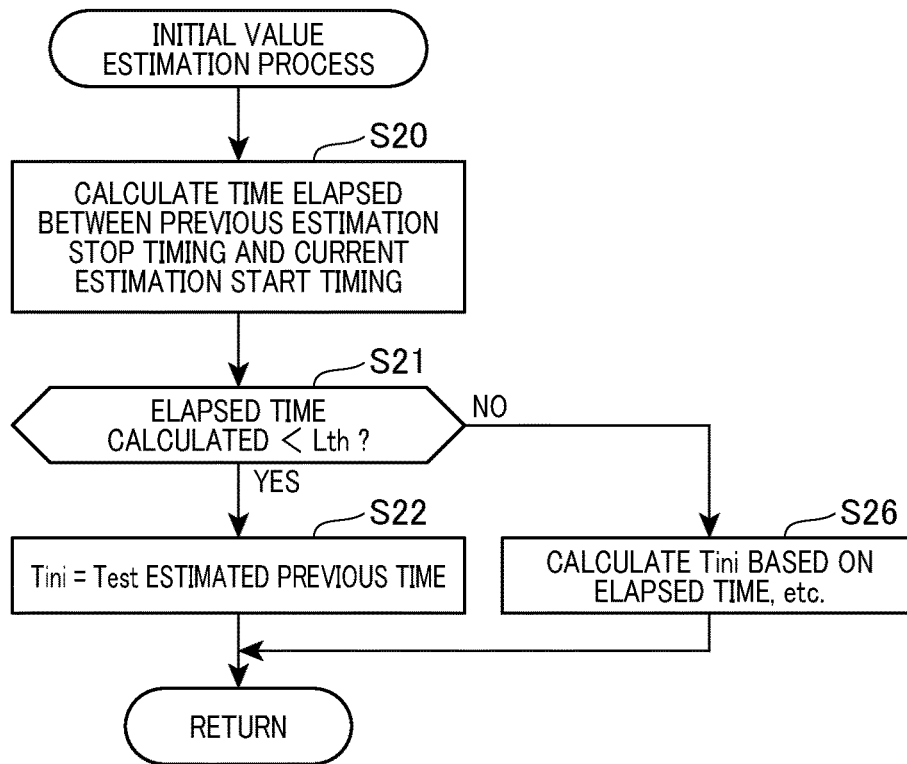 INITIAL VALUE
ESTIMATION PROCESS
S20
CALCULATE TIME ELAPSED
BETWEEN PREVIOUS ESTIMATION
STOP TIMING AND CURRENT
ESTIMATION START TIMING
S21
ELAPSED TIME
CALCULATED < Lth ?
NO
YES
S22
Tini = Test ESTIMATED PREVIOUS TIME
S26
CALCULATE Tini BASED ON
ELAPSED TIME, etc.
RETURN